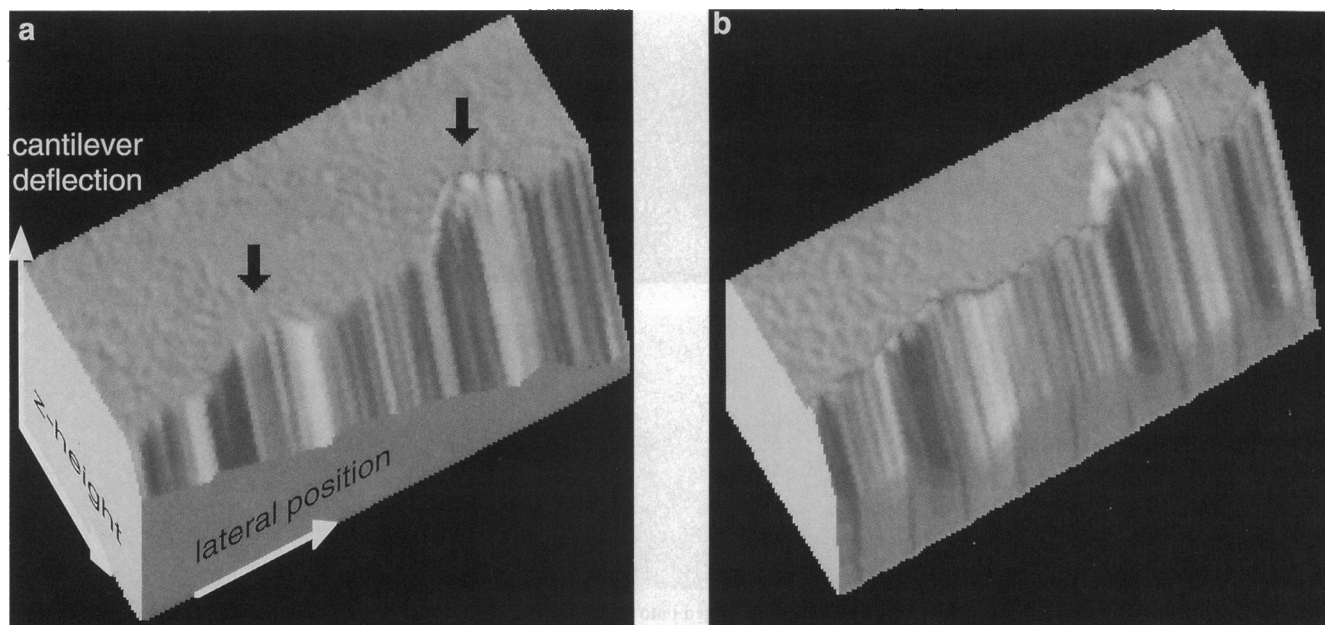 a
b
cantilever
deflection
z-height
lateral position